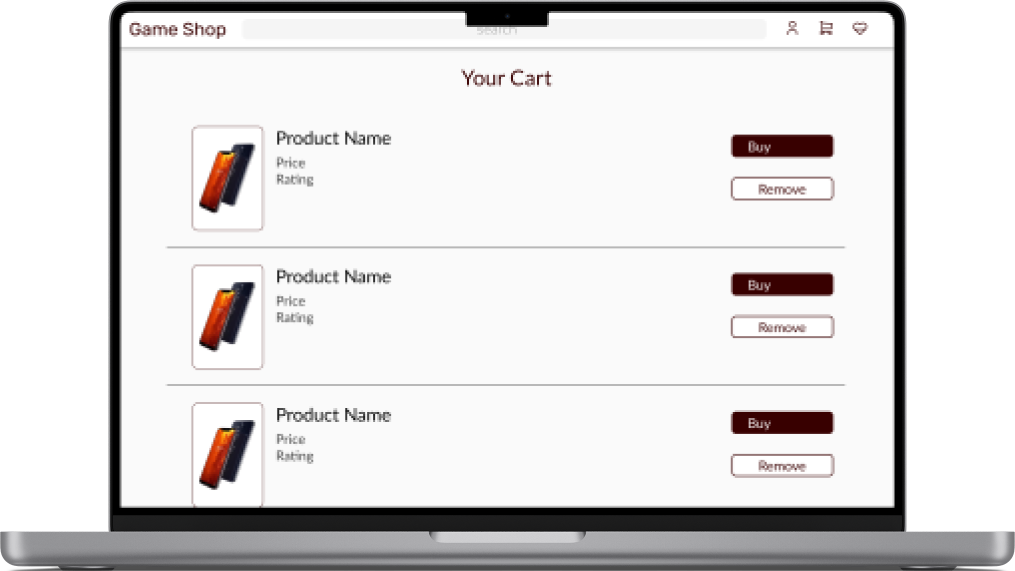 Game Shop
search
Your Cart
Product Name
Price
Rating
Buy
Remove
Product Name
Price
Rating
Buy
Remove
Product Name
Price
Rating
Buy
Remove